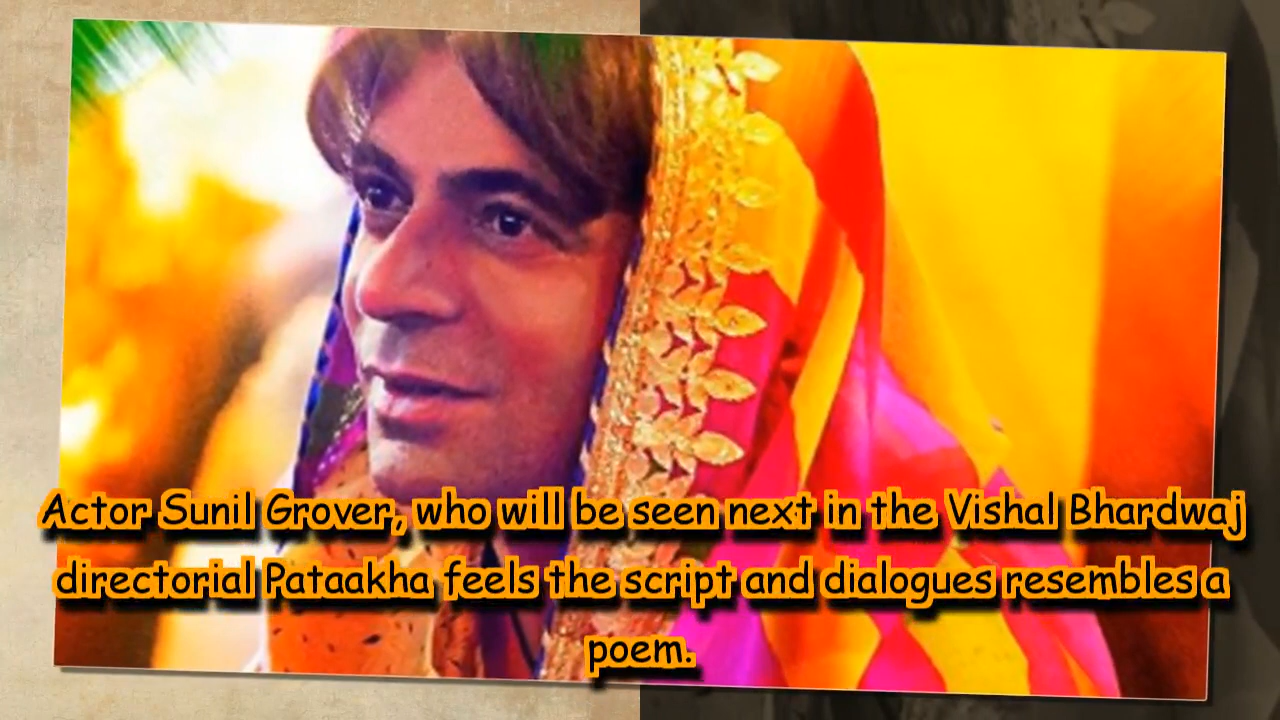 Actor Sunil Grover, who will be seen next in the Vishal Bhardwaj
directorial Pataakha feels the script and dialogues resembles a
poem.